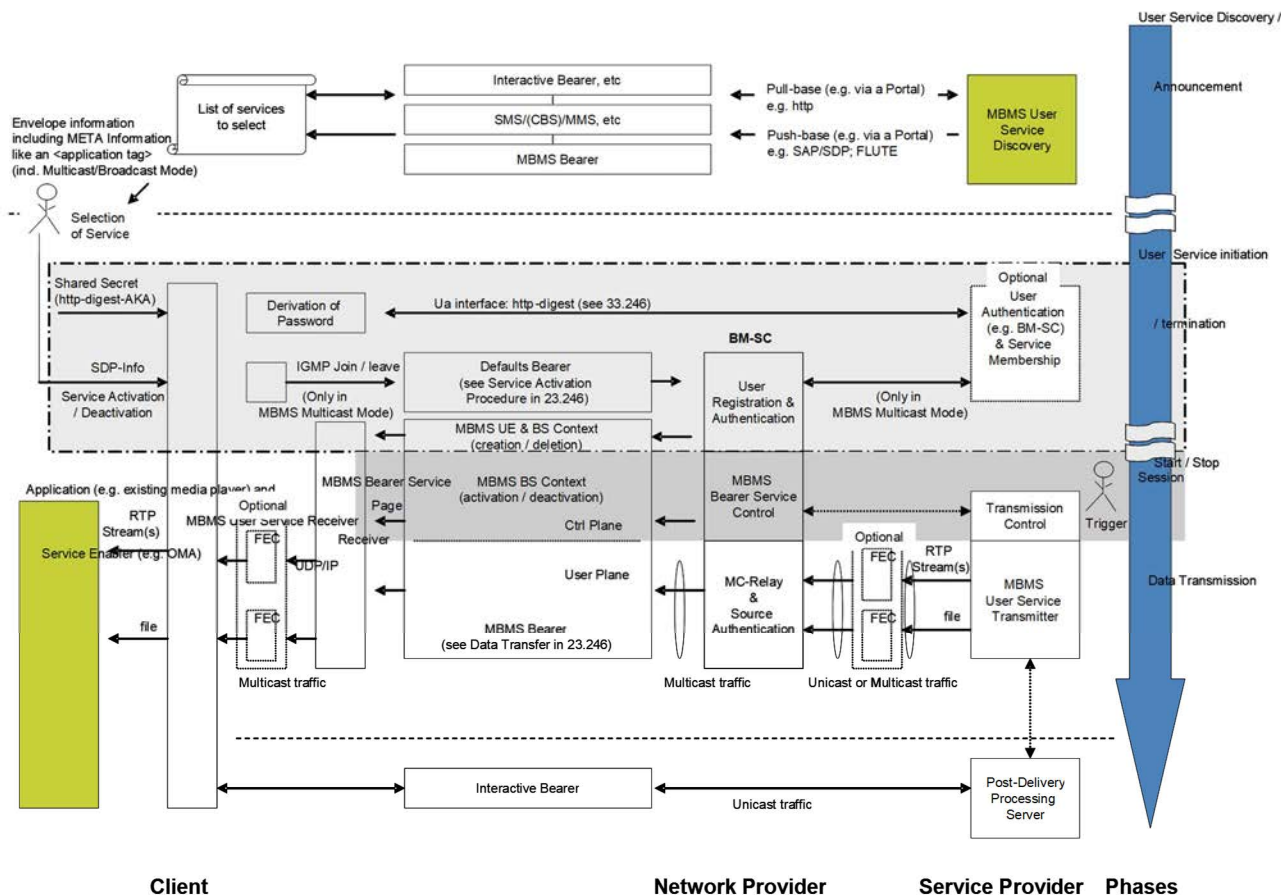 User Service Discovery /
Announcement
Interactive Bearer, etc
SMS/(CBS)/MMS, etc
MBMS Bearer
List of services
to select
Pull-base (e.g. via a Portal)
e.g. http
Push-base (e.g. via a Portal)
e.g. SAP/SDP; FLUTE
MBMS User
Service
Discovery
Envelope information
including META Information
like an <application tag>
(incl. Multicast/Broadcast Mode)
Selection
of Service
User Service initiation
/ termination
Shared Secret
(http-digest-AKA)
Derivation of
Password
Ua interface: http-digest (see 33.246)
Optional
User
Authentication
(e.g. BM-SC)
& Service
Membership
BM-SC
SDP-Info
Service Activation
/ Deactivation
IGMP Join / leave
(Only in
MBMS Multicast Mode)
Defaults Bearer
(see Service Activation
Procedure in 23.246)
User
Registration &
Authentication
(Only in
MBMS Multicast Mode)
MBMS UE & BS Context
(creation / deletion)
Start / Stop
Session
Trigger
MBMS Bearer Service
Receiver
MBMS BS Context
(activation / deactivation)
Page
Ctrl Plane
MBMS
Bearer Service
Control
Transmission
Control
Application (e.g. existing media player) and
Service Enabler (e.g. OMA)
RTP
Stream(s)
Optional
MBMS User Service Receiver
FEC
UDP/IP
User Plane
Optional
FEC
RTP
Stream(s)
Data Transmission
MC-Relay
&
Source
Authentication
MBMS
User Service
Transmitter
file
FEC
MBMS Bearer
(see Data Transfer in 23.246)
FEC
file
Multicast traffic
Multicast traffic
Unicast or Multicast traffic
Interactive Bearer
Unicast traffic
Post-Delivery
Processing
Server
Client
Network Provider
Service Provider
Phases